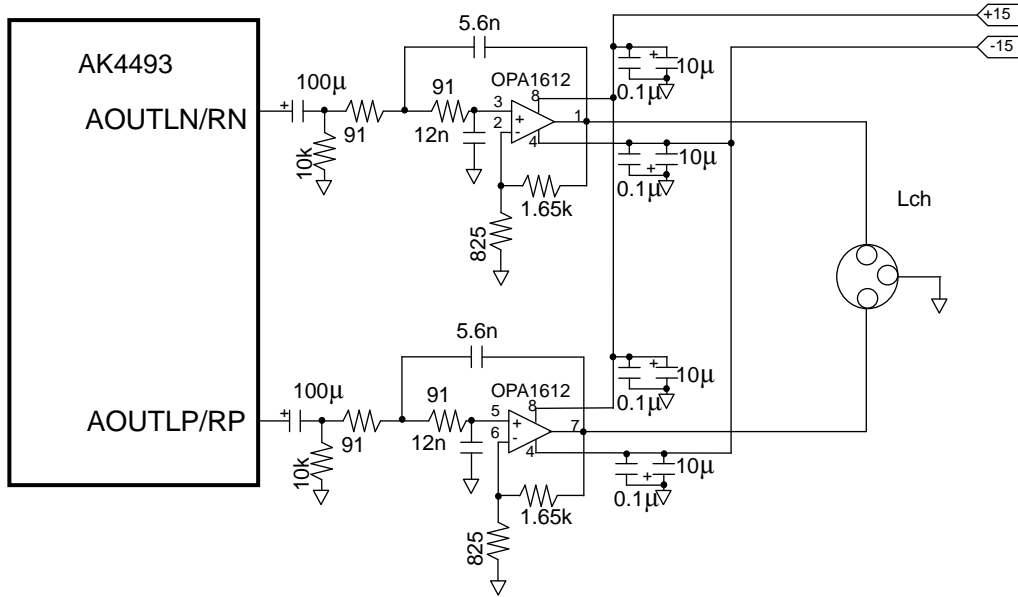 +15
-15
AK4493
AOUTLN/RN
AOUTLP/RP
100µ
+
10k
91
5.6n
91
12n
OPA1612
3
2
+
-
8
4
1
1.65k
825
+
10µ
0.1µ
10µ
0.1µ
+
Lch
100µ
+
10k
91
5.6n
91
12n
OPA1612
5
6
+
-
8
4
7
1.65k
825
+
10µ
0.1µ
10µ
0.1µ
+